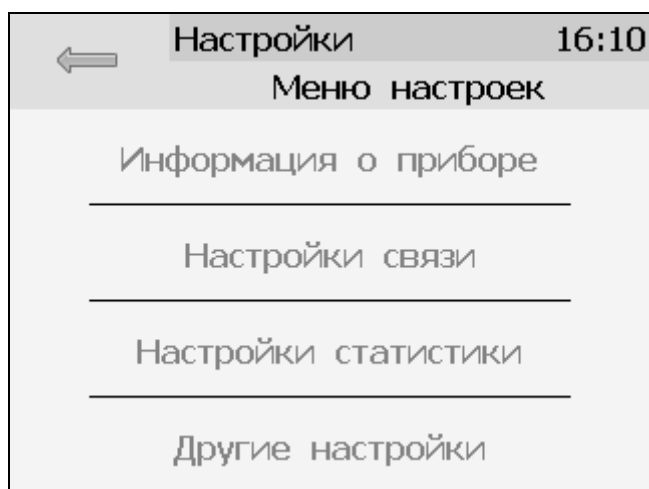 Настройки 16:10
Меню настроек
Информация о приборе
Настройки связи
Настройки статистики
Другие настройки